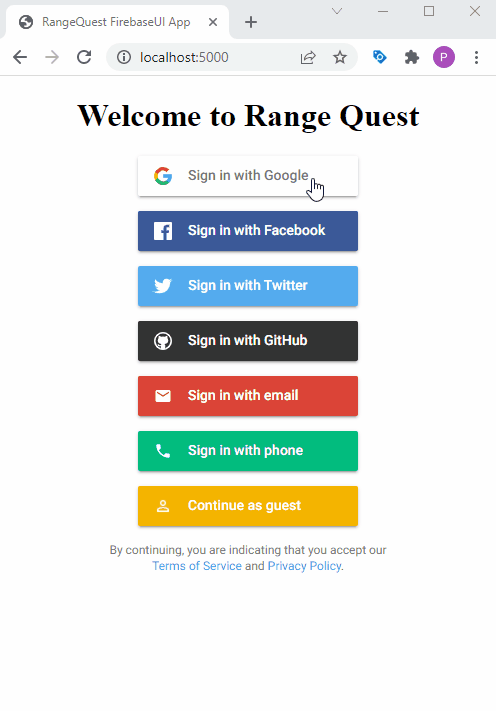 RangeQuest FirebaseUI App
localhost:5000
P
Welcome to Range Quest
Sign in with Google
Sign in with Facebook
Sign in with Twitter
Sign in with GitHub
Sign in with email
Sign in with phone
Continue as guest
By continuing, you are indicating that you accept our
Terms of Service and Privacy Policy.